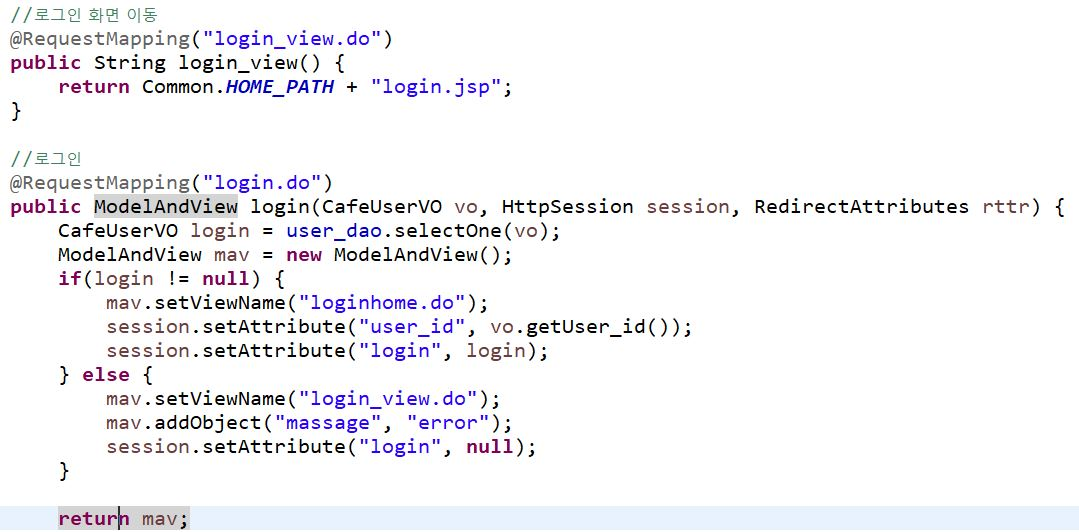 //로그인 화면 이동
@RequestMapping("login_view.do")
public String login_view() {
    return Common.HOME_PATH + "login.jsp";
}
//로그인
@RequestMapping("login.do")
public ModelAndView login(CafeUserVO vo, HttpSession session, RedirectAttributes rttr) {
    CafeUserVO login = user_dao.selectOne(vo);
    ModelAndView mav = new ModelAndView();
    if(login != null) {
        mav.setViewName("loginhome.do");
        session.setAttribute("user_id", vo.getUser_id());
        session.setAttribute("login", login);
    } else {
        mav.setViewName("login_view.do");
        mav.addObject("massage", "error");
        session.setAttribute("login", null);
    }
    return mav;